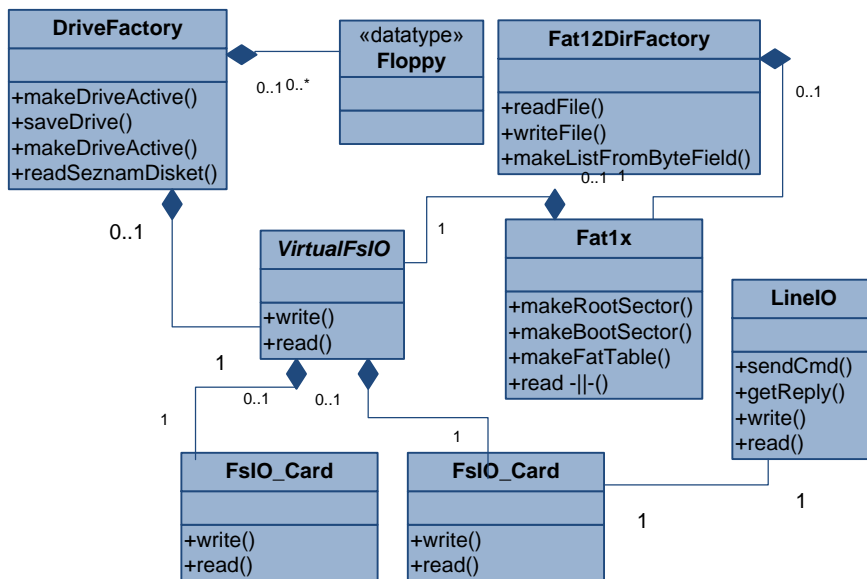 DriveFactory
+makeDriveActive()
+saveDrive()
+makeDriveActive()
+readSeznamDisket()
0..1 0..*
«datatype»
Floppy
Fat12DirFactory
+readFile()
+writeFile()
+makeListFromByteField()
0..1
0..1 1
0..1
1
VirtualFsIO
+write()
+read()
Fat1x
+makeRootSector()
+makeBootSector()
+makeFatTable()
+read -||-()
LineIO
+sendCmd()
+getReply()
+write()
+read()
1
0..1
0..1
1
1
FsIO_Card
+write()
+read()
FsIO_Card
+write()
+read()
1
1